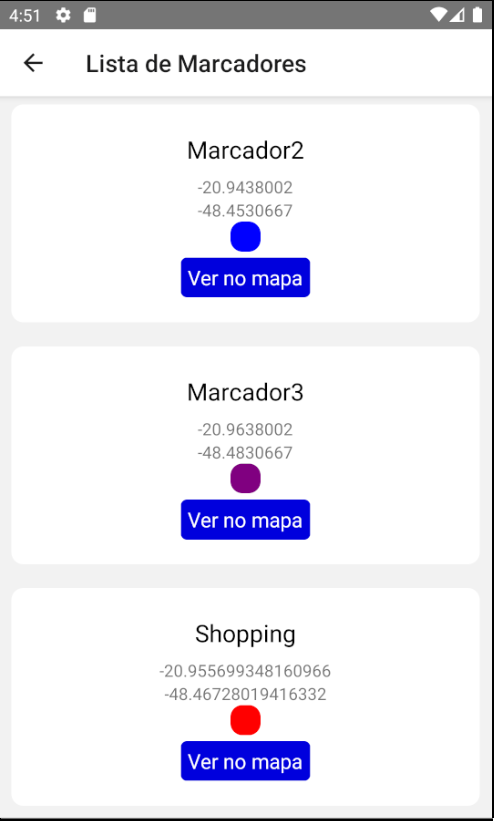 4:51
Lista de Marcadores
Marcador2
-20.9438002
-48.4530667
Ver no mapa
Marcador3
-20.9638002
-48.4830667
Ver no mapa
Shopping
-20.955699348160966
-48.46728019416332
Ver no mapa